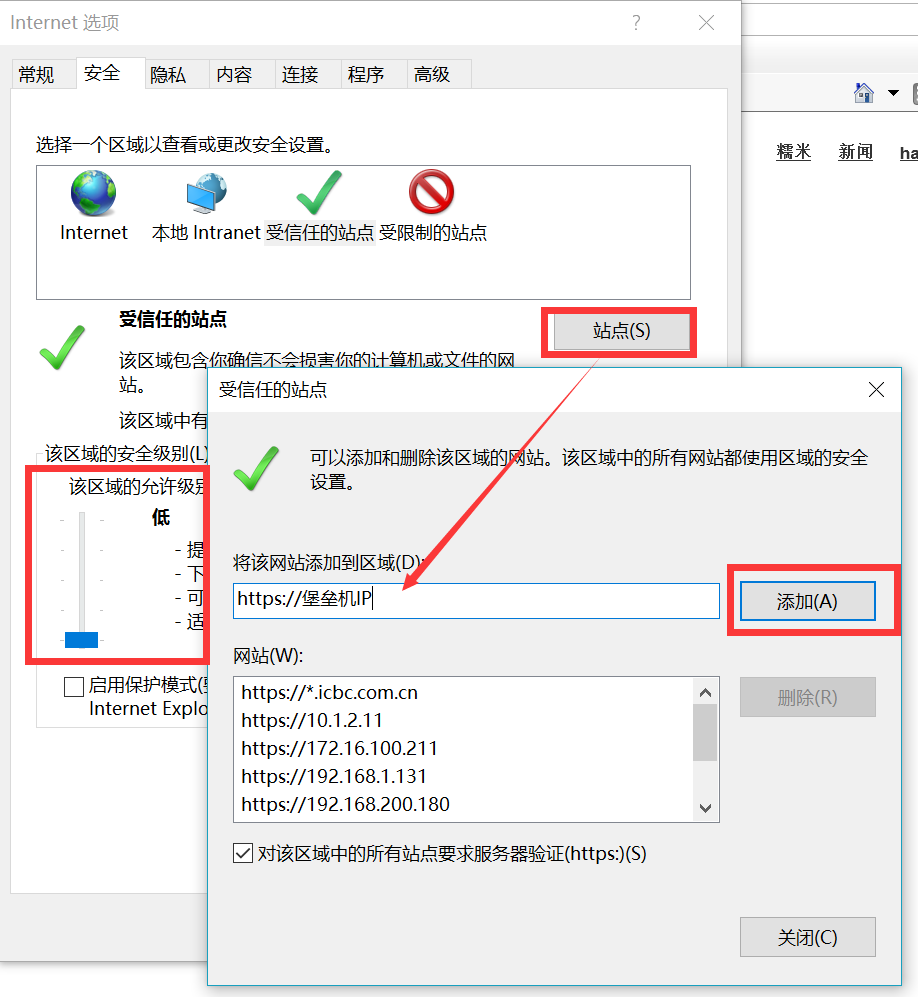 Internet 选项
常规 安全 隐私 内容 连接 程序 高级
糯米 新闻 ha
选择一个区域以查看或更改安全设置。
Internet 本地 Intranet 受信任的站点 受限制的站点
受信任的站点
站点(S)
该区域包含你确信不会损害你的计算机或文件的网
站。
该区域中有
该区域的安全级别(L)
该区域的允许级别
低
- 提
- 下
- 可
- 适
启用保护模式(要
Internet Explo
受信任的站点
可以添加和删除该区域的网站。该区域中的所有网站都使用区域的安全
设置。
将该网站添加到区域(D):
https://堡垒机IP
添加(A)
网站(W):
https://*.icbc.com.cn
https://10.1.2.11
https://172.16.100.211
https://192.168.1.131
https://192.168.200.180
删除(R)
对该区域中的所有站点要求服务器验证(https:)(S)
关闭(C)